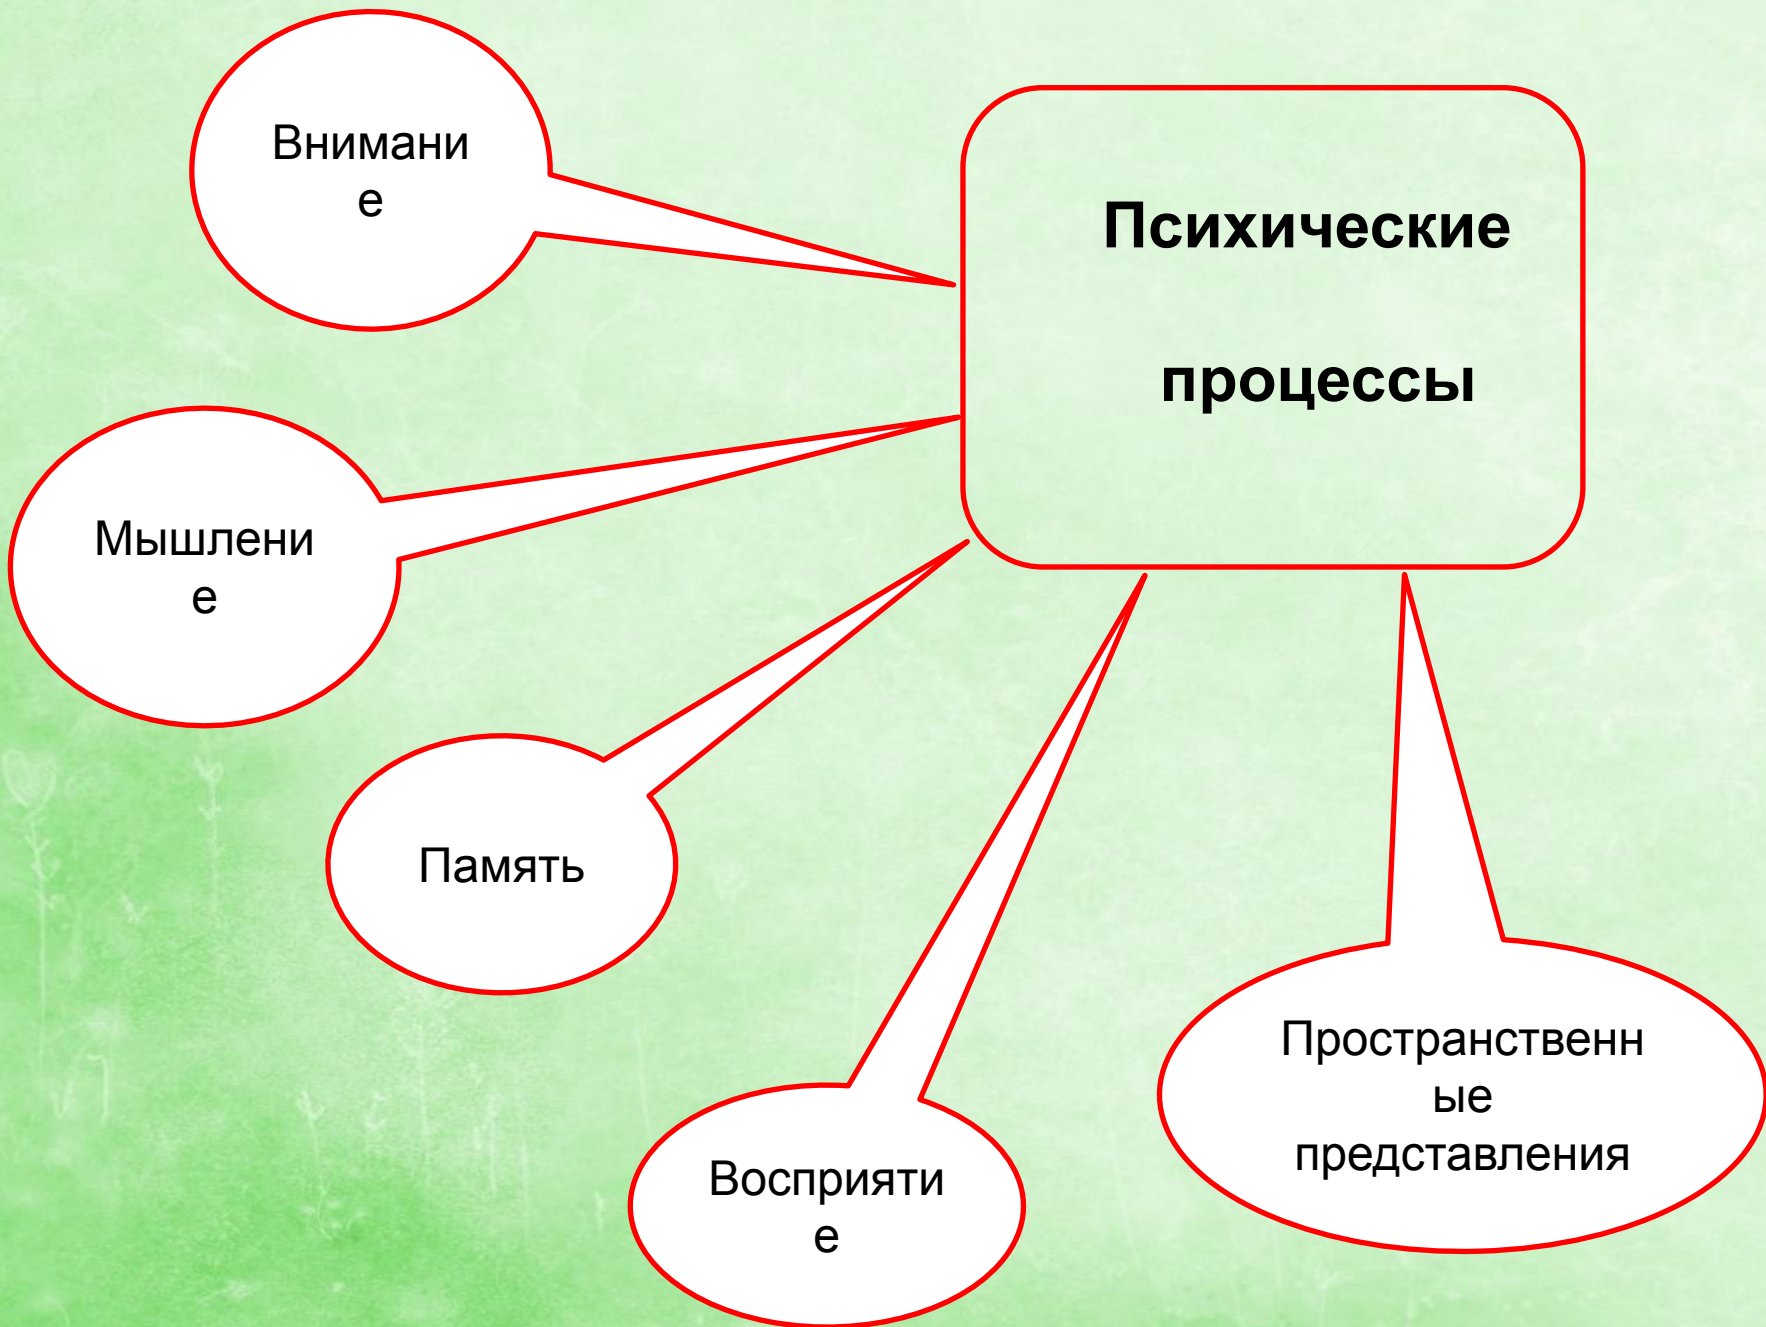 Внимани
е
Психические
процессы
Мышлени
е
Память
Восприяти
е
Пространственн
ые
представления